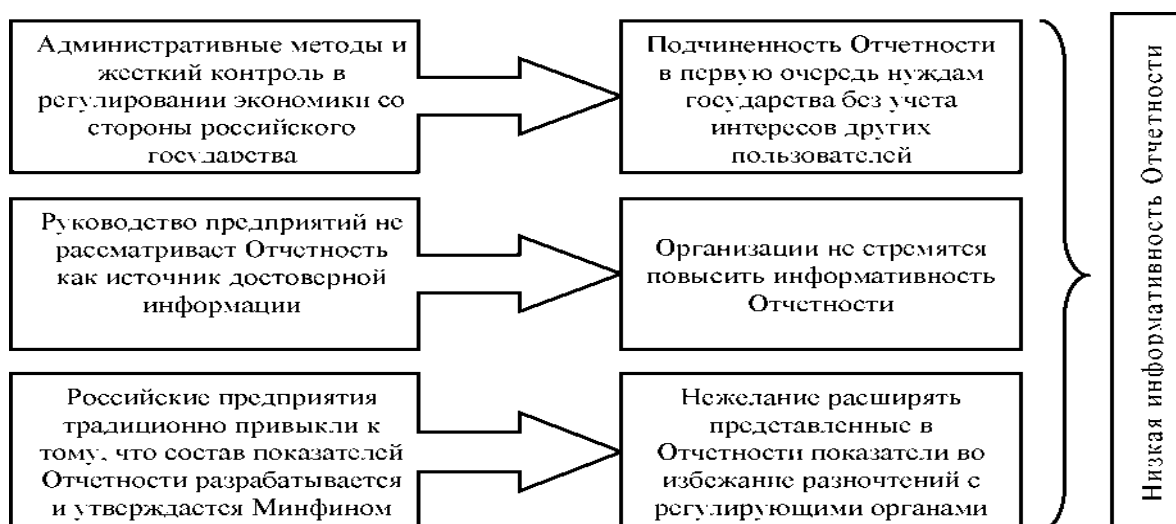 Административные методы и
жесткий контроль в
регулировании экономики со
стороны российского
государства
Подчиненность Отчетности
в первую очередь нуждам
государства без учета
интересов других
пользователей
Руководство предприятий не
рассматривает Отчетность
как источник достоверной
информации
Организации не стремятся
повысить информативность
Отчетности
Российские предприятия
традиционно привыкли к
тому, что состав показателей
Отчетности разрабатывается
и утверждается Минфином
Нежелание расширять
представленные в
Отчетности показатели во
избежание разночтений с
регулирующими органами
Низкая информативность Отчетности